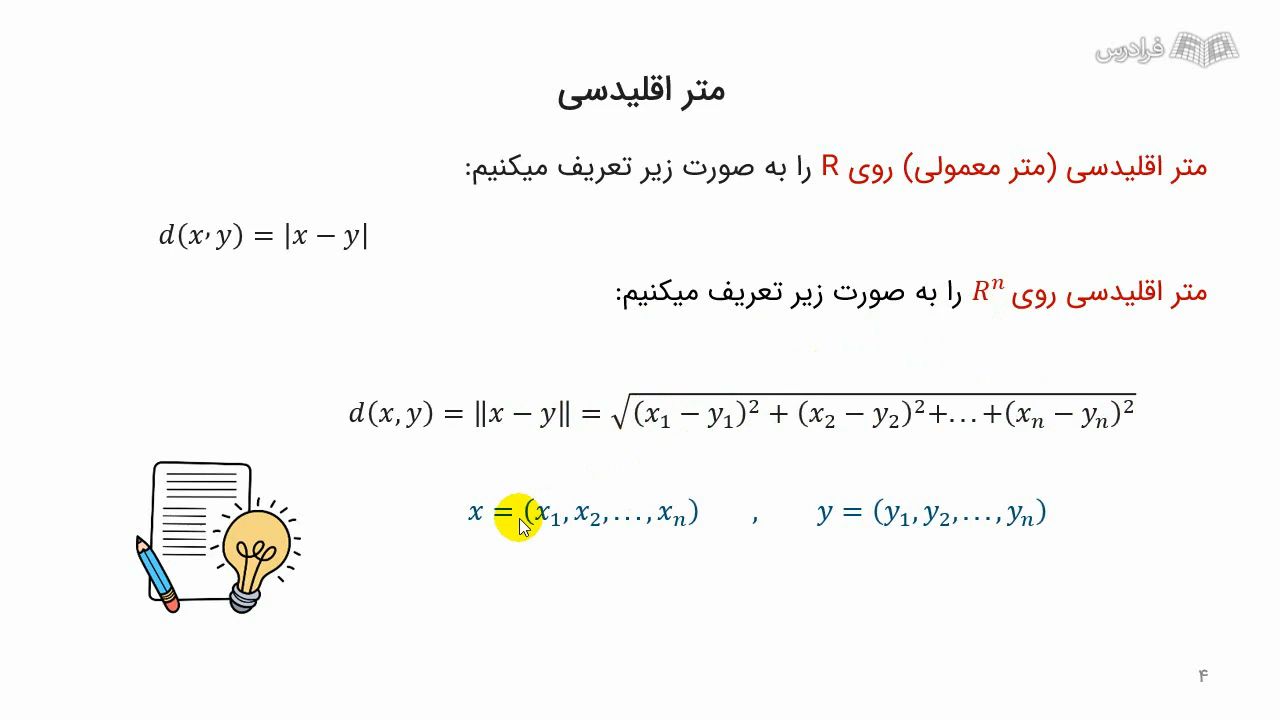 فرادرس
متر اقلیدسی
متر اقلیدسی (متر معمولی) روی R را به صورت زیر تعریف میکنیم:
d(x, y) = |x − y|
متر اقلیدسی روی Rⁿ را به صورت زیر تعریف میکنیم:
d(x, y) = ‖x − y‖ = √((x₁ − y₁)² + (x₂ − y₂)²+...+(xₙ − yₙ)²)
x = (x₁, x₂, ..., xₙ) , y = (y₁, y₂, ..., yₙ)
۴